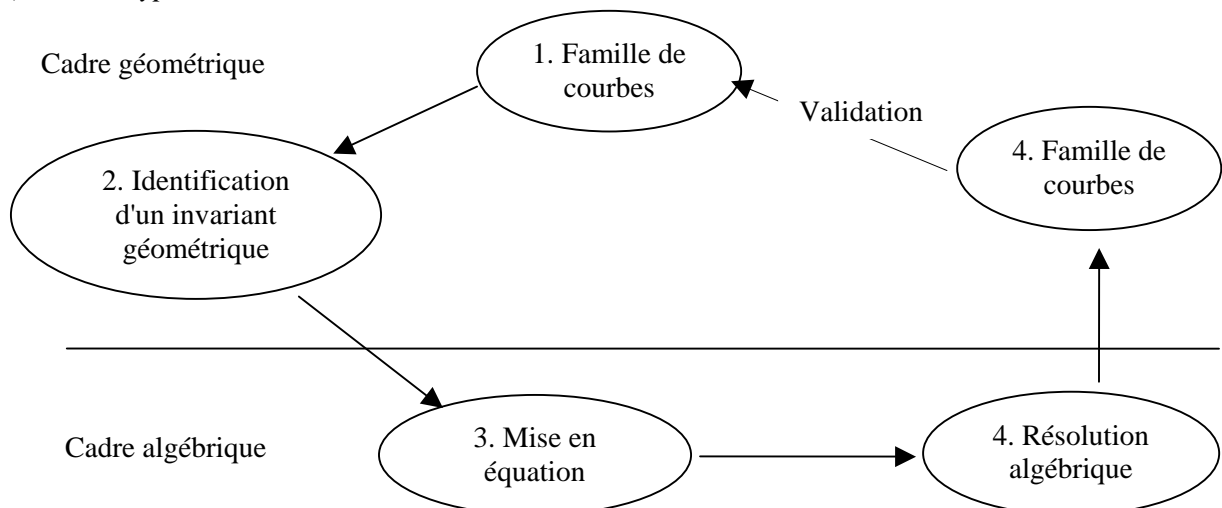 Cadre géométrique
1. Famille de
courbes
Validation
4. Famille de
courbes
2. Identification
d'un invariant
géométrique
Cadre algébrique
3. Mise en
équation
4. Résolution
algébrique